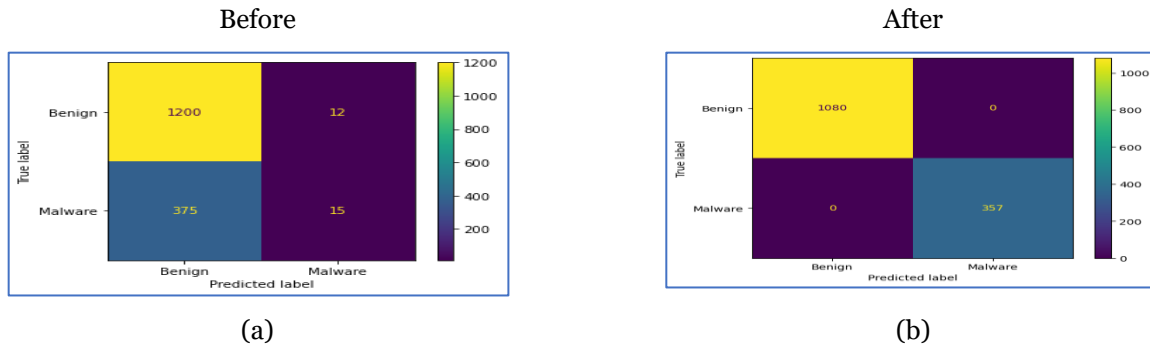 Before
After
1200
Benign
1200
12
1000
800
True label
600
Malware
375
15
400
200
Benign
Malware
Predicted label
1000
Benign
1080
0
800
True label
600
400
Malware
0
357
200
0
Benign
Malware
Predicted label
(a)
(b)